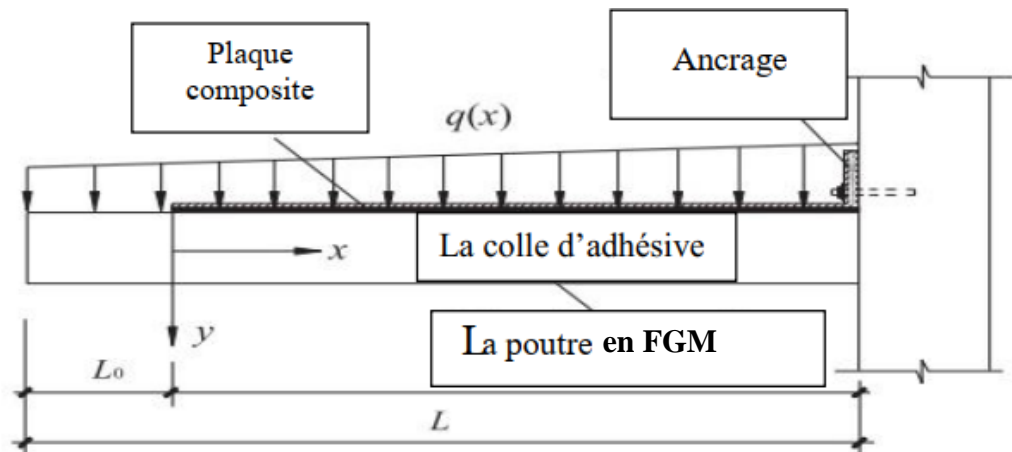 Plaque
composite
Ancrage
q(x)
La colle d'adhésive
x
La poutre en FGM
y
L₀
L